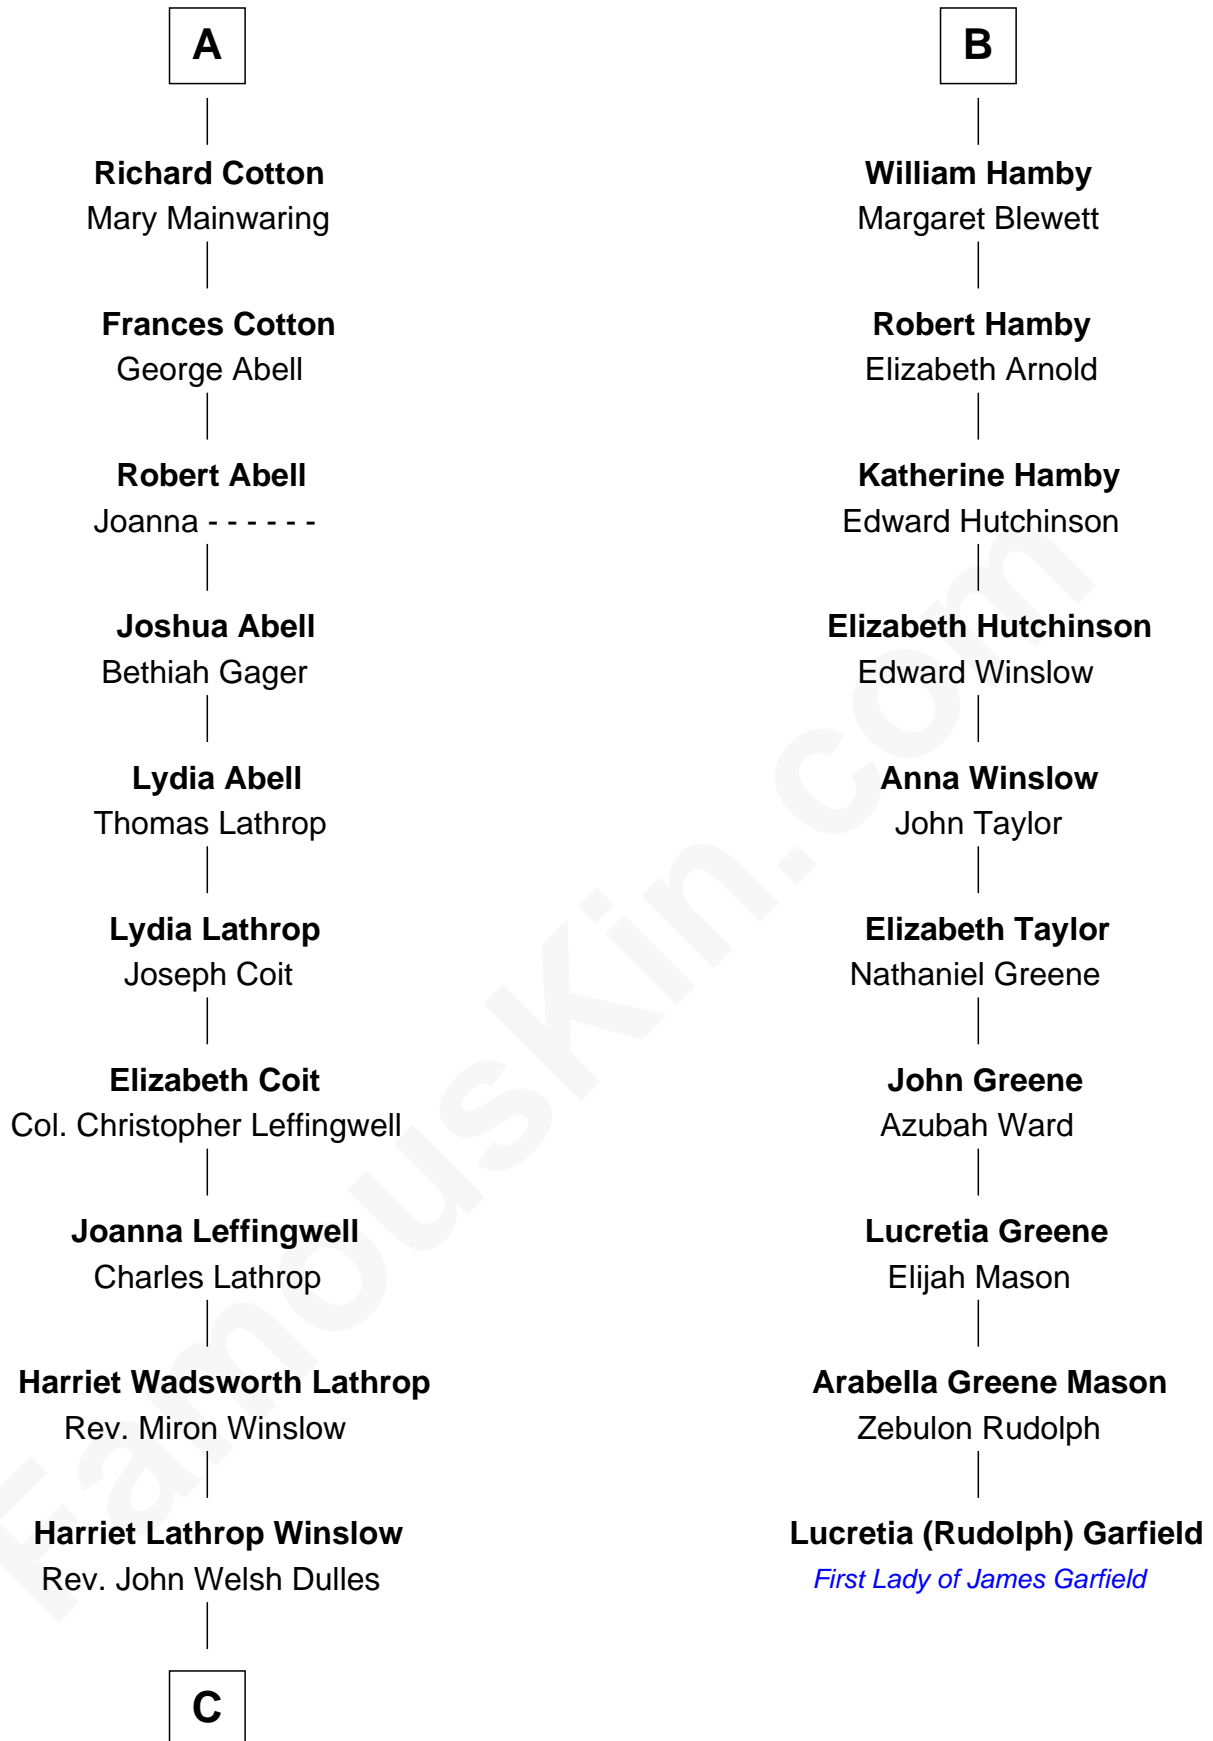 A
Richard Cotton
Mary Mainwaring
Frances Cotton
George Abell
Robert Abell
Joanna - - - - - -
Joshua Abell
Bethiah Gager
Lydia Abell
Thomas Lathrop
Lydia Lathrop
Joseph Coit
Elizabeth Coit
Col. Christopher Leffingwell
Joanna Leffingwell
Charles Lathrop
Harriet Wadsworth Lathrop
Rev. Miron Winslow
Harriet Lathrop Winslow
Rev. John Welsh Dulles
C
B
William Hamby
Margaret Blewett
Robert Hamby
Elizabeth Arnold
Katherine Hamby
Edward Hutchinson
Elizabeth Hutchinson
Edward Winslow
Anna Winslow
John Taylor
Elizabeth Taylor
Nathaniel Greene
John Greene
Azubah Ward
Lucretia Greene
Elijah Mason
Arabella Greene Mason
Zebulon Rudolph
Lucretia (Rudolph) Garfield
First Lady of James Garfield
FamousKin.com